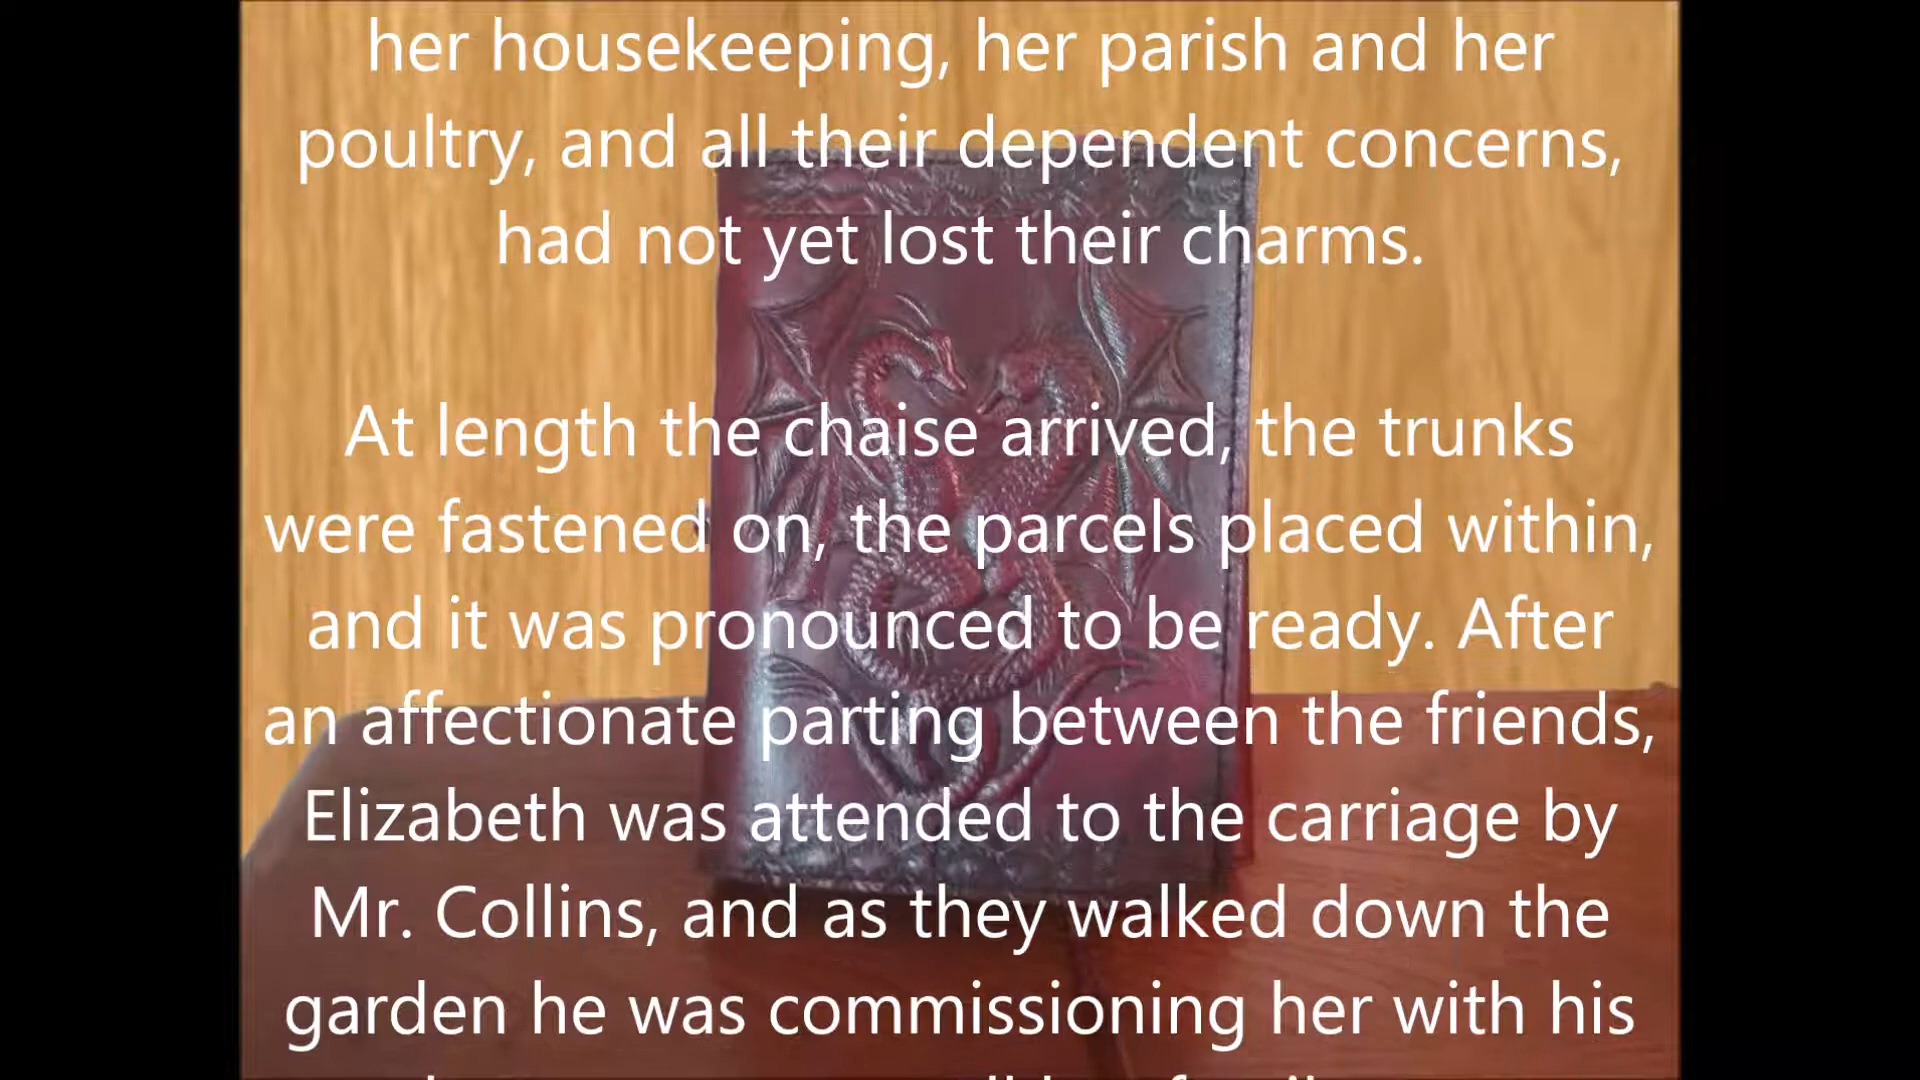 her housekeeping, her parish and her
poultry, and all their dependent concerns,
had not yet lost their charms.
At length the chaise arrived, the trunks
were fastened on, the parcels placed within,
and it was pronounced to be ready. After
an affectionate parting between the friends,
Elizabeth was attended to the carriage by
Mr. Collins, and as they walked down the
garden he was commissioning her with his